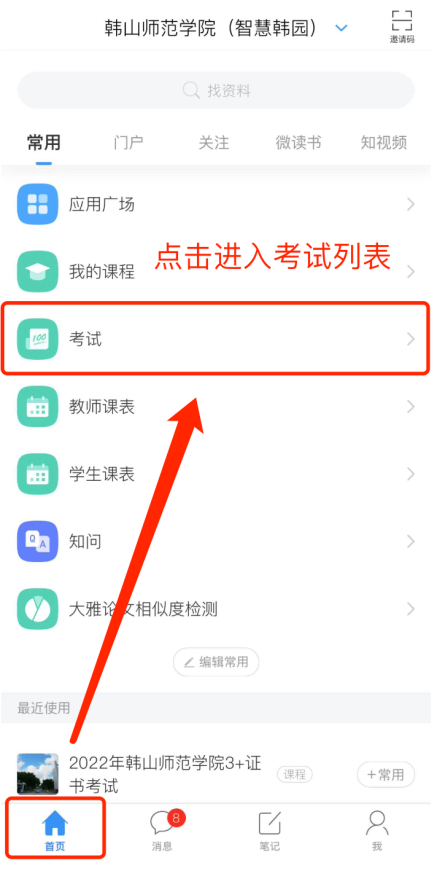 韩山师范学院（智慧韩园）
邀请码
找资料
常用 门户 关注 微读书 知视频
应用广场
点击进入考试列表
我的课程
100
考试
教师课表
学生课表
Q A
知问
大雅论文相似度检测
编辑常用
最近使用
2022年韩山师范学院3+证
书考试
课程
+常用
8
首页 消息 笔记 我